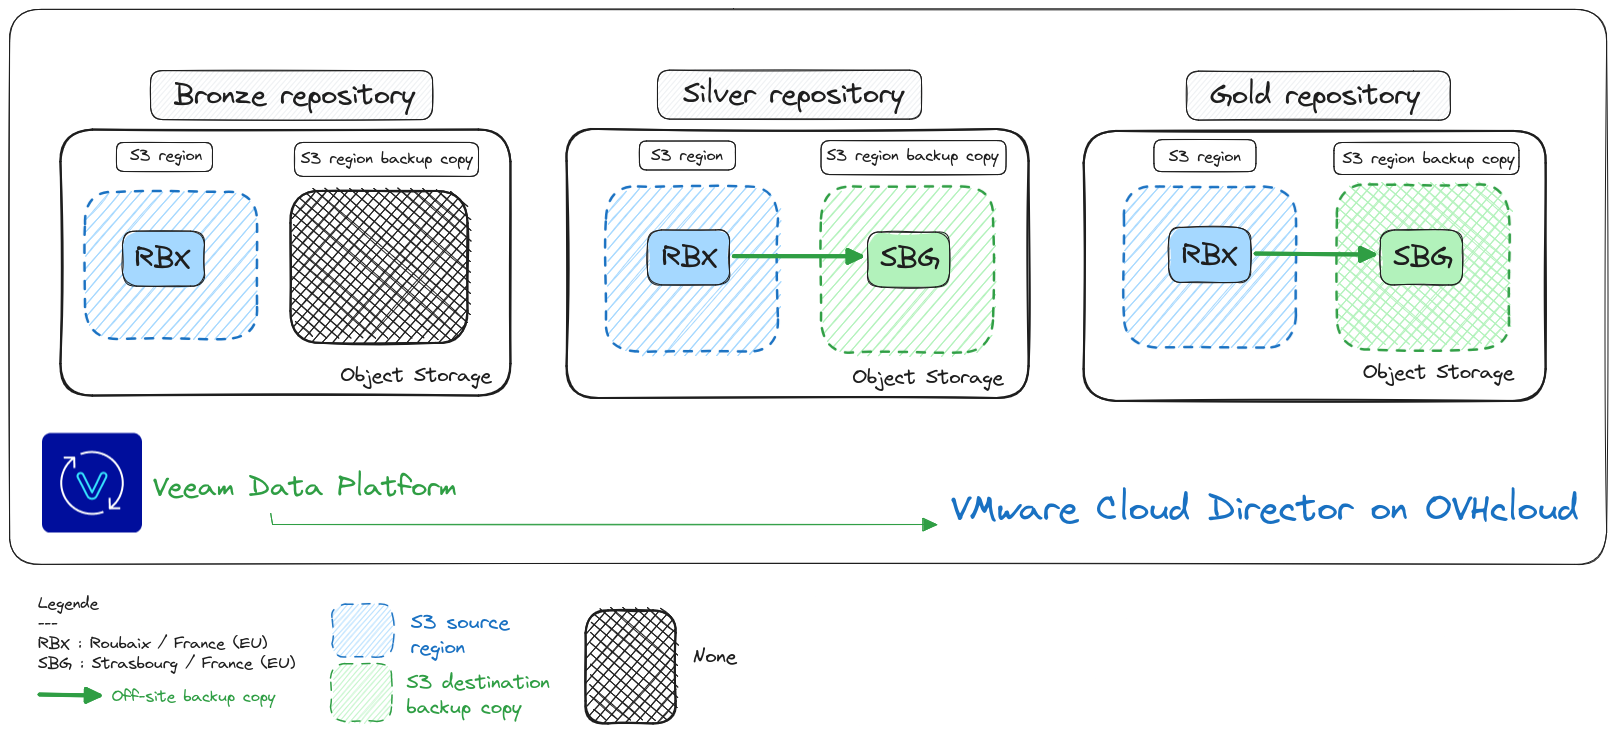 Bronze repository
S3 region
S3 region backup copy
RBX
Object Storage
Silver repository
S3 region
S3 region backup copy
RBX
SBG
Object Storage
Gold repository
S3 region
S3 region backup copy
RBX
SBG
Object Storage
V
Veeam Data Platform
VMware Cloud Director on OVHcloud
Legende
---
RBX : Roubaix / France (EU)
SBG : Strasbourg / France (EU)
Off-site backup copy
S3 source
region
S3 destination
backup copy
None